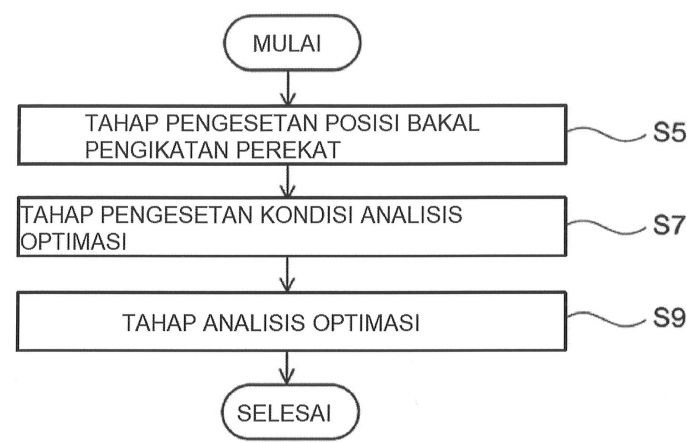 MULAI
TAHAP PENGESETAN POSISI BAKAL
PENGIKATAN PEREKAT
S5
TAHAP PENGESETAN KONDISI ANALISIS
OPTIMASI
S7
TAHAP ANALISIS OPTIMASI
S9
SELESAI